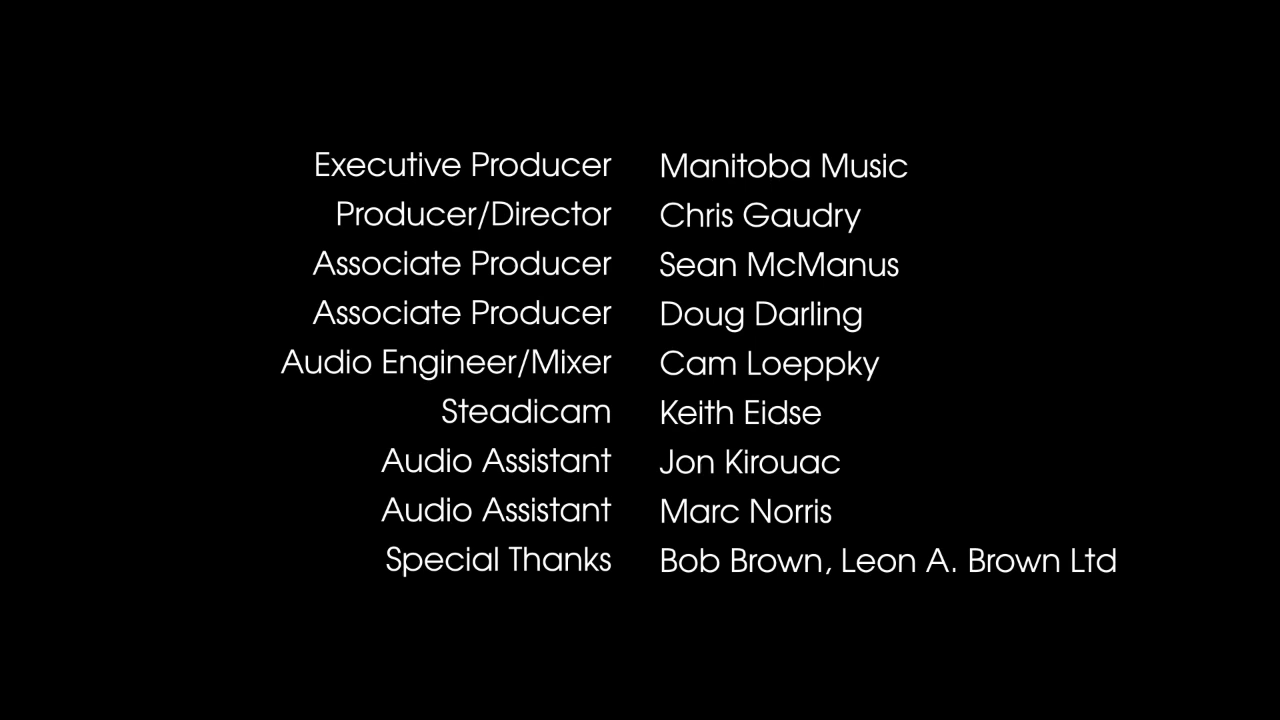 Executive Producer Manitoba Music
Producer/Director Chris Gaudry
Associate Producer Sean McManus
Associate Producer Doug Darling
Audio Engineer/Mixer Cam Loeppky
Steadicam Keith Eidse
Audio Assistant Jon Kirouac
Audio Assistant Marc Norris
Special Thanks Bob Brown, Leon A. Brown Ltd